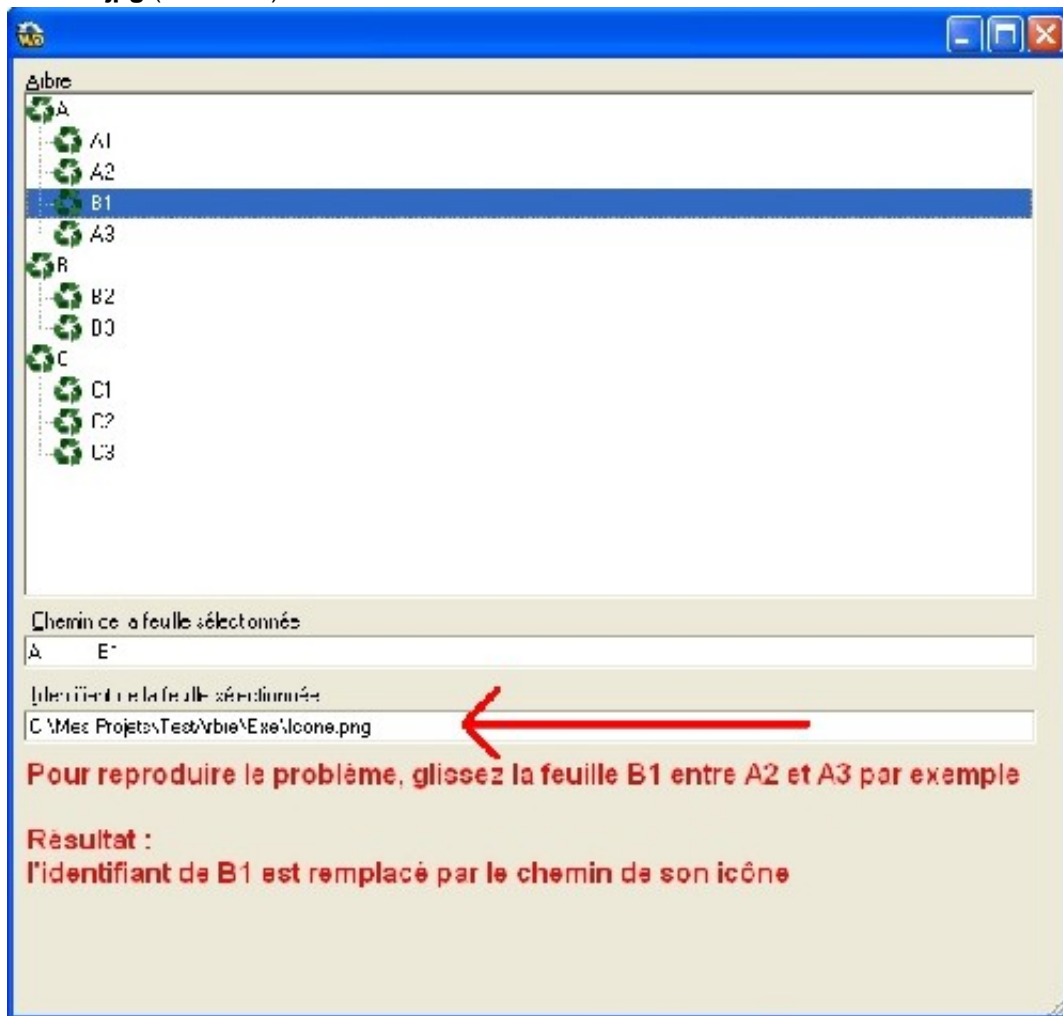 jpg (
Arbre
A
A1
A2
B1
A3
B
B2
B3
C
C1
C2
C3
Chemin de la feuille sélectionnée
A B1
Identifiant de la feuille sélectionnée
C:\Mes Projets\TestArbre\Exe\Icone.png
Pour reproduire le problème, glissez la feuille B1 entre A2 et A3 par exemple
Résultat :
l'identifiant de B1 est remplacé par le chemin de son icône